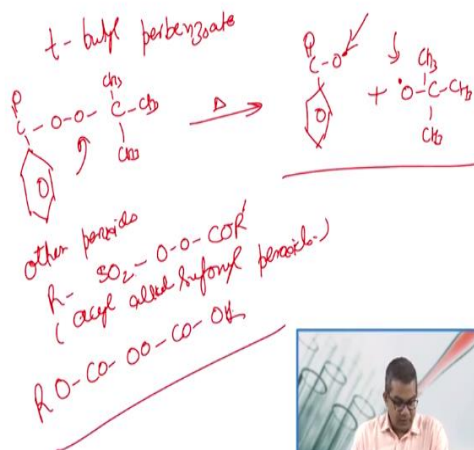 t-butyl perbenzoate
O
C-O-O-C-CH3
CH3
CH3
Δ
O
C-O•
+ •O-C-CH3
CH3
CH3
other peroxide
R-SO2-O-O-COR'
(acyl alkyl sulfonyl peroxide-)
RO-CO-OO-CO-OR